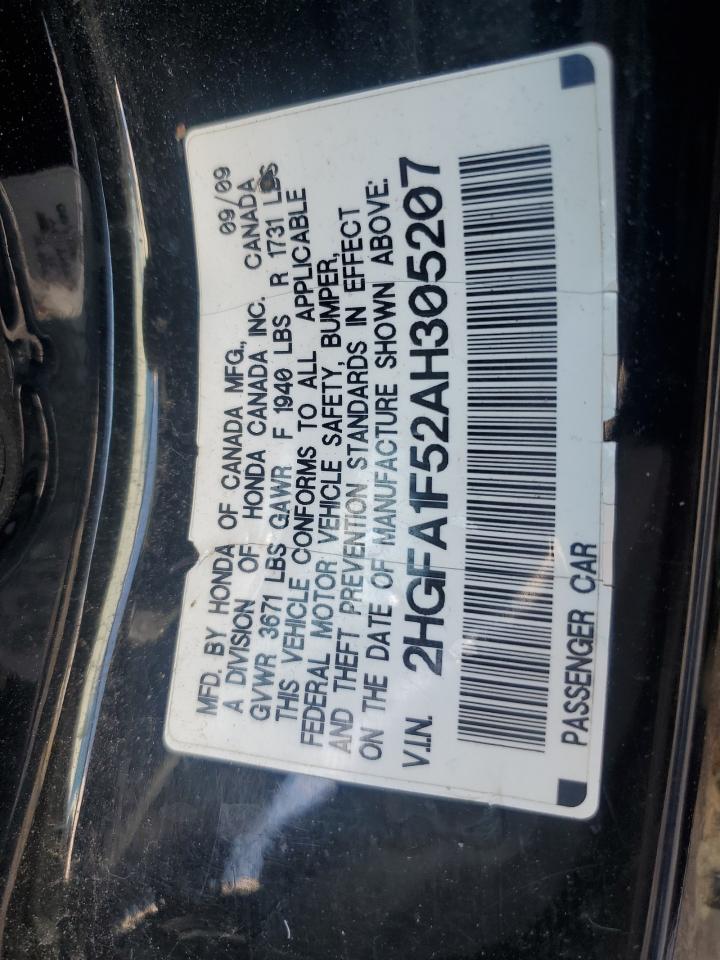 MFD. BY HONDA OF CANADA MFG., 09/09
A DIVISION OF HONDA CANADA INC. CANADA
GVWR 3671 LBS GAWR F 1940 LBS R 1731 LBS
THIS VEHICLE CONFORMS TO ALL APPLICABLE
FEDERAL MOTOR VEHICLE SAFETY, BUMPER,
AND THEFT PREVENTION STANDARDS IN EFFECT
ON THE DATE OF MANUFACTURE SHOWN ABOVE:
V.I.N. 2HGFA1F52AH305207
PASSENGER CAR